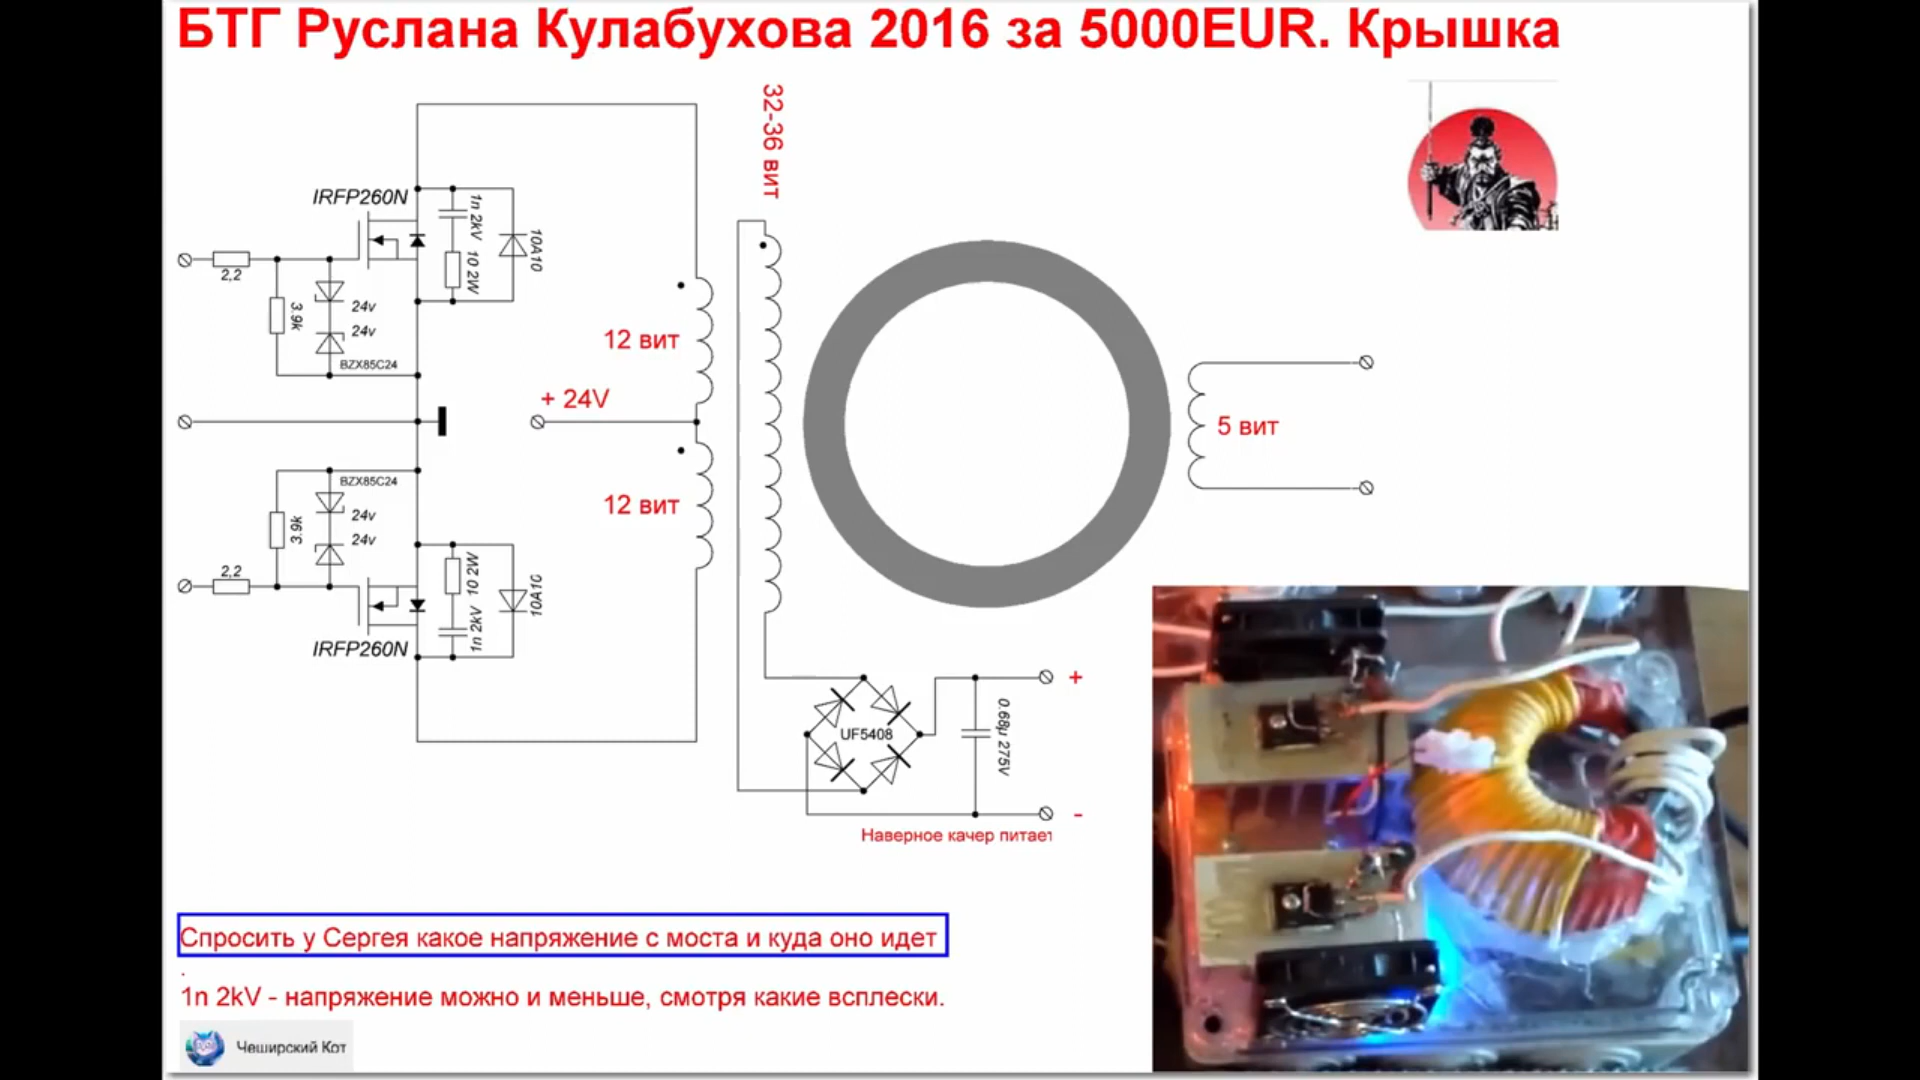 БТГ Руслана Кулабухова 2016 за 5000EUR. Крышка
32-36 вит
IRFP260N
1n 2kV 10 2W
10A10
2,2
3.9k
24v
24v
BZX85C24
12 вит
+ 24V
5 вит
12 вит
BZX85C24
24v
24v
3.9k
2,2
1n 2kV 10 2W
10A10
IRFP260N
+
UF5408
0.68µ 275V
-
Наверное качер питает
Спросить у Сергея какое напряжение с моста и куда оно идет
.
1n 2kV - напряжение можно и меньше, смотря какие всплески.
Чеширский Кот